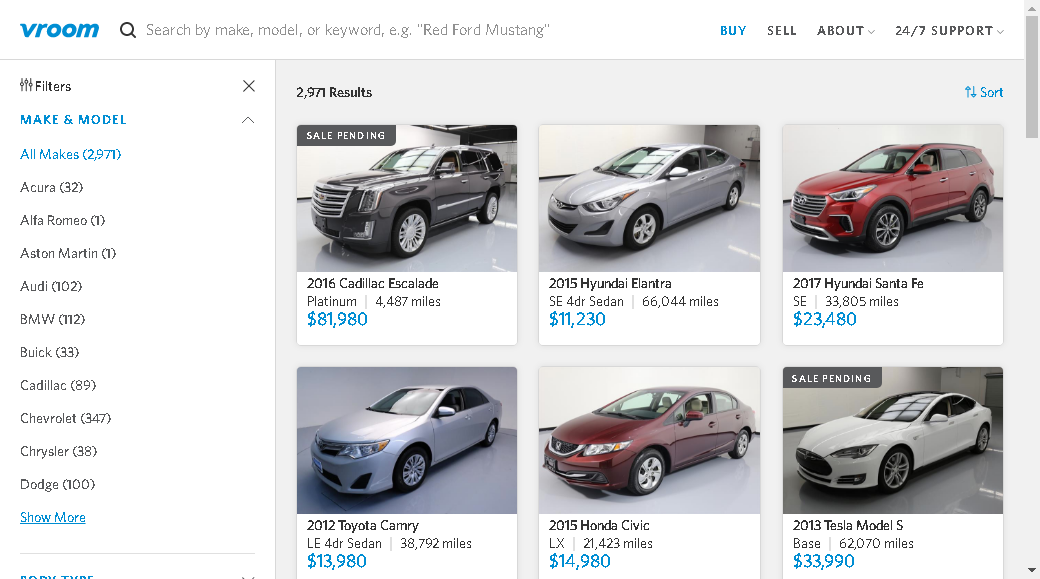 vroom
Search by make, model, or keyword, e.g. "Red Ford Mustang"
BUY
SELL
ABOUT
24/7 SUPPORT
Filters
MAKE & MODEL
All Makes (2,971)
Acura (32)
Alfa Romeo (1)
Aston Martin (1)
Audi (102)
BMW (112)
Buick (33)
Cadillac (89)
Chevrolet (347)
Chrysler (38)
Dodge (100)
Show More
BODY TYPE
2,971 Results
Sort
SALE PENDING
2016 Cadillac Escalade
Platinum | 4,487 miles
$81,980
2015 Hyundai Elantra
SE 4dr Sedan | 66,044 miles
$11,230
2017 Hyundai Santa Fe
SE | 33,805 miles
$23,480
2012 Toyota Camry
LE 4dr Sedan | 38,792 miles
$13,980
2015 Honda Civic
LX | 21,423 miles
$14,980
SALE PENDING
2013 Tesla Model S
Base | 62,070 miles
$33,990